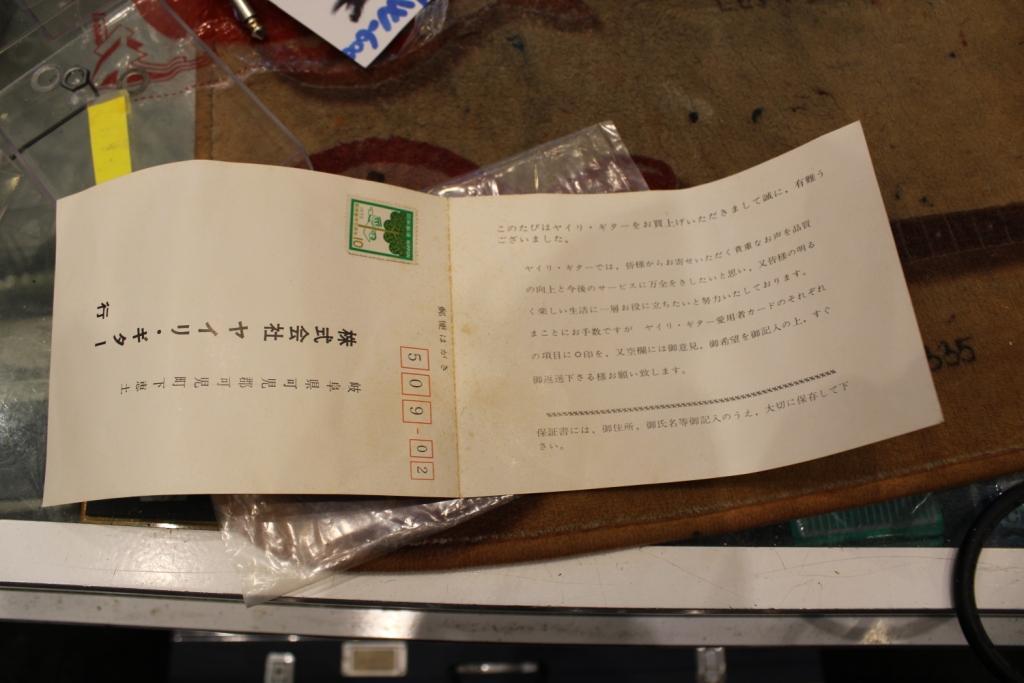 郵便はがき
509-02
岐阜県可児郡可児町下恵土
株式会社ヤイリ・ギター
行
10
このたびはヤイリ・ギターをお買上げいただきまして誠に、有難う
ございました。
ヤイリ・ギターでは、皆様からお寄せいただく貴重なお声を品質
の向上と今後のサービスに万全をきしたいと思い、又皆様の明る
く楽しい生活に一層お役に立ちたいと努力いたしております。
まことにお手数ですが ヤイリ・ギター愛用者カードのそれぞれ
の項目に○印を、又空欄には御意見、御希望を御記入の上、すぐ
御返送下さる様お願い致します。
保証書には、御住所、御氏名等御記入のうえ、大切に保存して下
さい。
335